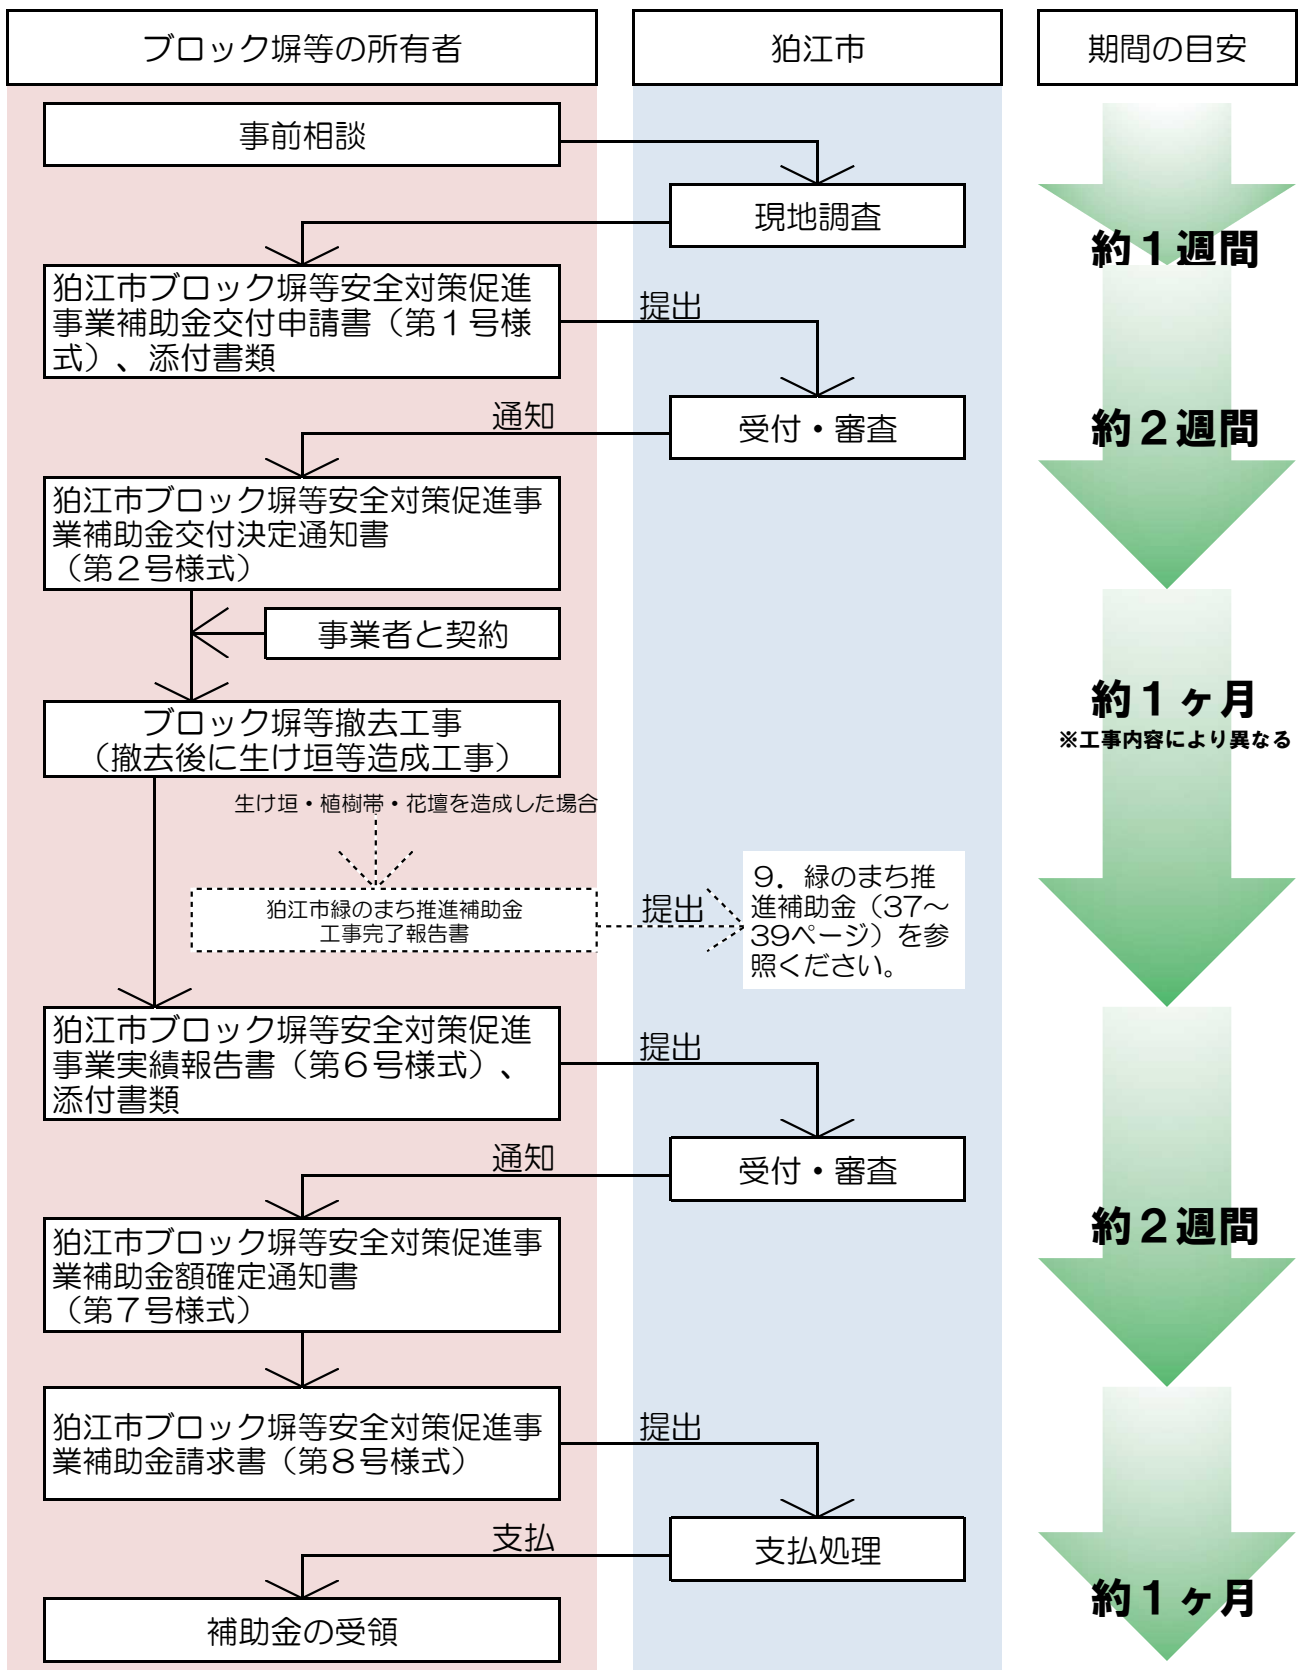 ブロック塀等の所有者
狛江市
期間の目安
事前相談
現地調査
約１週間
狛江市ブロック塀等安全対策促進
事業補助金交付申請書（第１号様
式）、添付書類
提出
受付・審査
約２週間
通知
狛江市ブロック塀等安全対策促進事
業補助金交付決定通知書
（第２号様式）
事業者と契約
ブロック塀等撤去工事
（撤去後に生け垣等造成工事）
約１ヶ月
※工事内容により異なる
生け垣・植樹帯・花壇を造成した場合
狛江市緑のまち推進補助金
工事完了報告書
提出
９．緑のまち推
進補助金（37～
39ページ）を参
照ください。
狛江市ブロック塀等安全対策促進
事業実績報告書（第６号様式）、
添付書類
提出
受付・審査
通知
約２週間
狛江市ブロック塀等安全対策促進事
業補助金額確定通知書
（第７号様式）
狛江市ブロック塀等安全対策促進事
業補助金請求書（第８号様式）
提出
支払処理
支払
約１ヶ月
補助金の受領